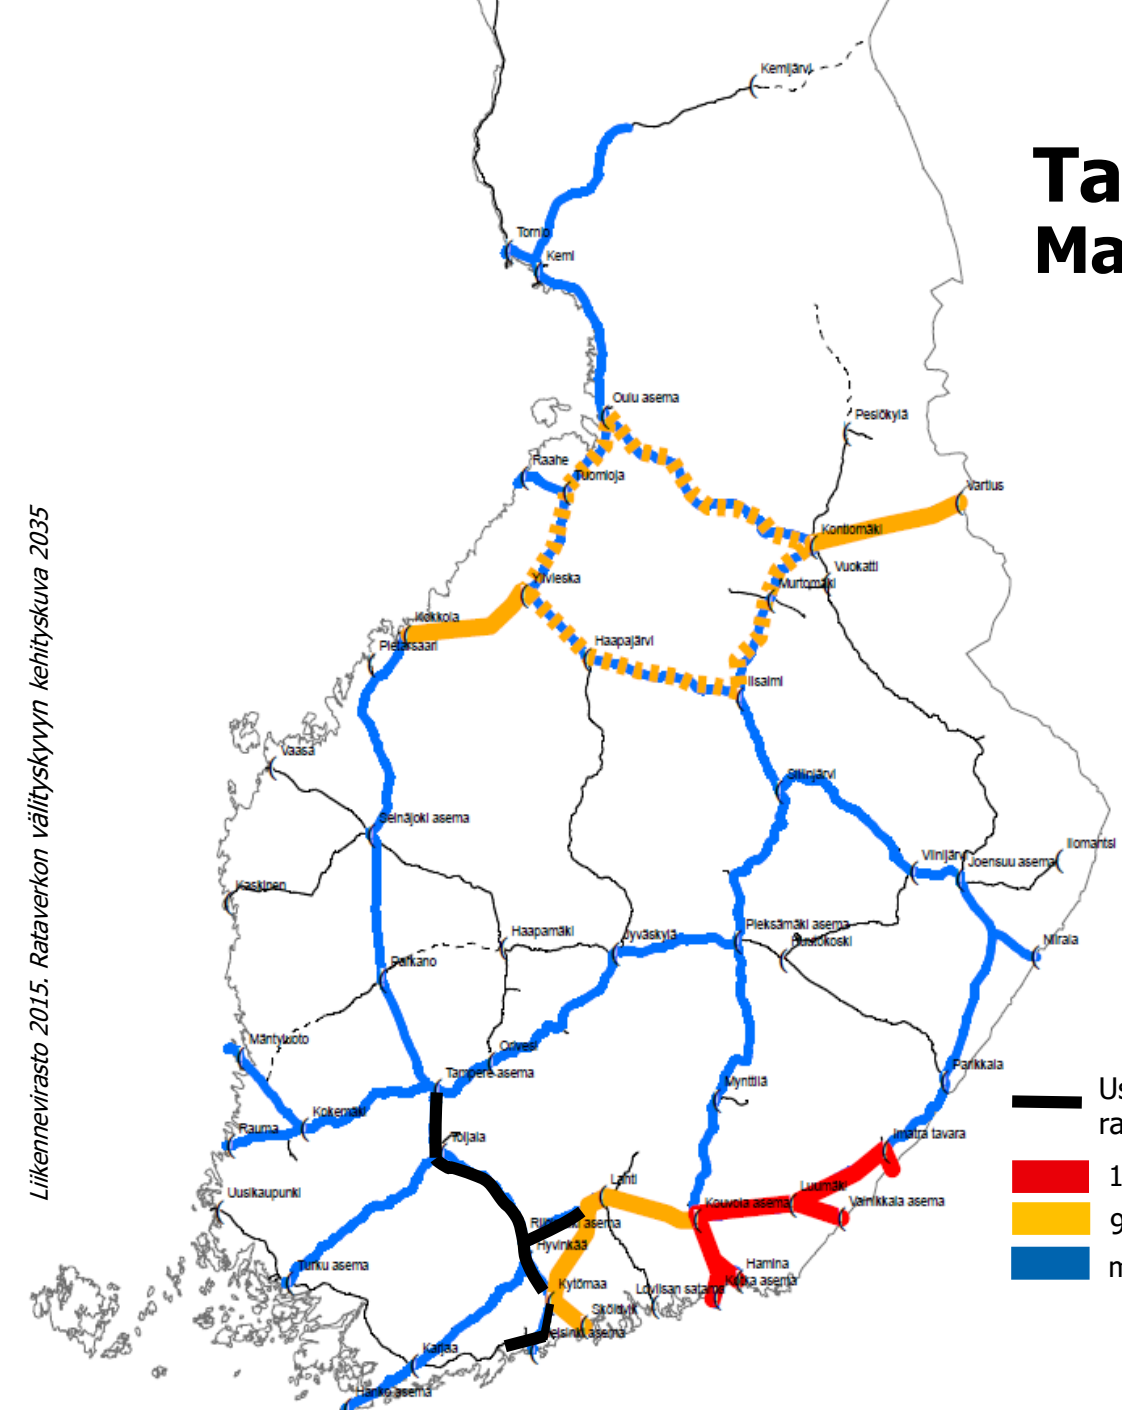 Kemijärvi
Ta
Ma
Tornio
Kemi
Oulu asema
Pesiökylä
Raahe
Tuomioja
Vartius
Kontiomäki
Vuokatti
Ylivieska
Murtomäki
Kokkola
Pietarsaari
Haapajärvi
Iisalmi
Vaasa
Siilinjärvi
Seinäjoki asema
Viinijärvi
Joensuu asema
Ilomantsi
Kaskinen
Haapamäki
Jyväskylä
Pieksämäki asema
Huutokoski
Niirala
Parkano
Mäntyluoto
Orivesi
Tampere asema
Parkkala
Mynttilä
Kokemäki
Rauma
Toijala
Imatra tavara
Uusikaupunki
Lahti
Luumäki
Kouvola asema
Vainikkala asema
Riihimäki asema
Hyvinkää
Turku asema
Kytömaa
Hamina
Kotka asema
Loviisan satama
Sköldvik
Helsinki asema
Karjaa
Hanko asema
Us
ra
1
9
m
Liikennevirasto 2015. Rataverkon välityskyvyn kehityskuva 2035